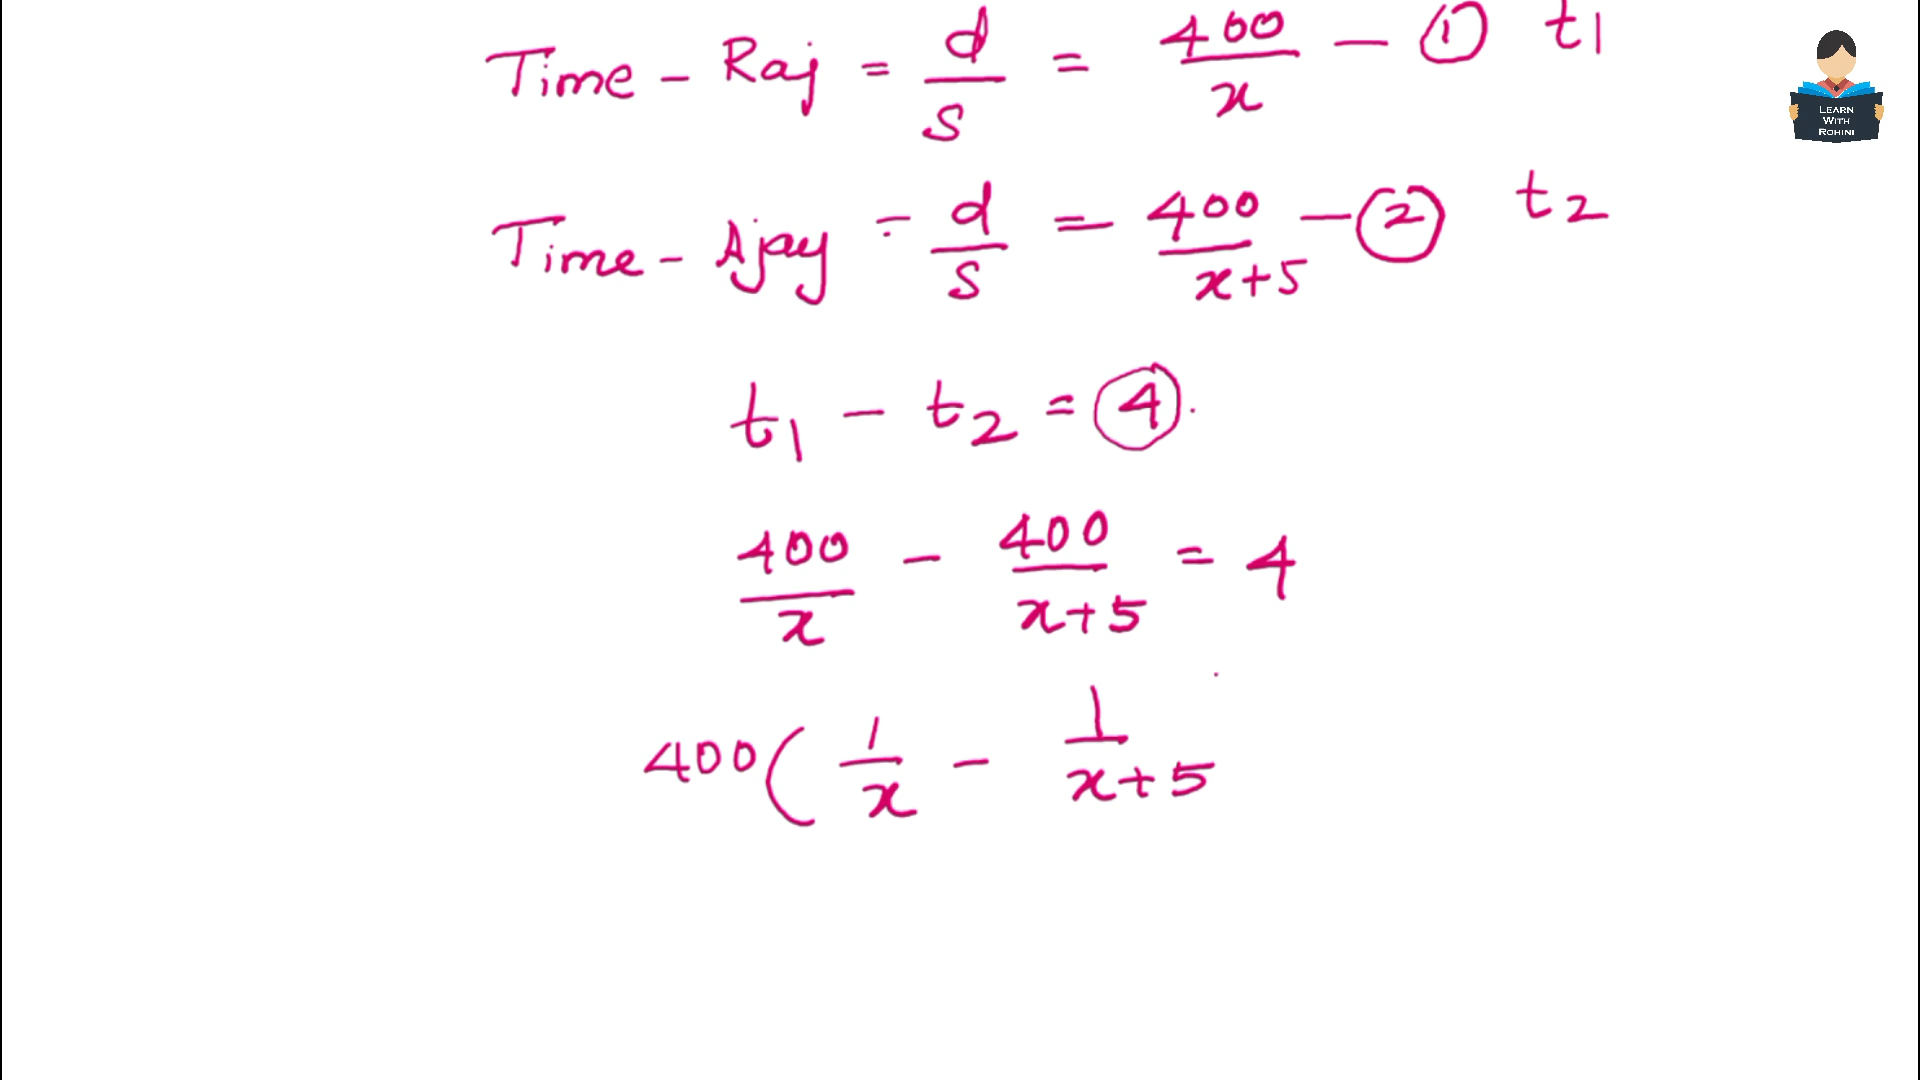 Time - Raj = d/s = 400/x - ① t1
LEARN
WITH
ROHINI
Time - Ajay = d/s = 400/x+5 - ② t2
t1 - t2 = ④.
400/x - 400/x+5 = 4
400( 1/x - 1/x+5